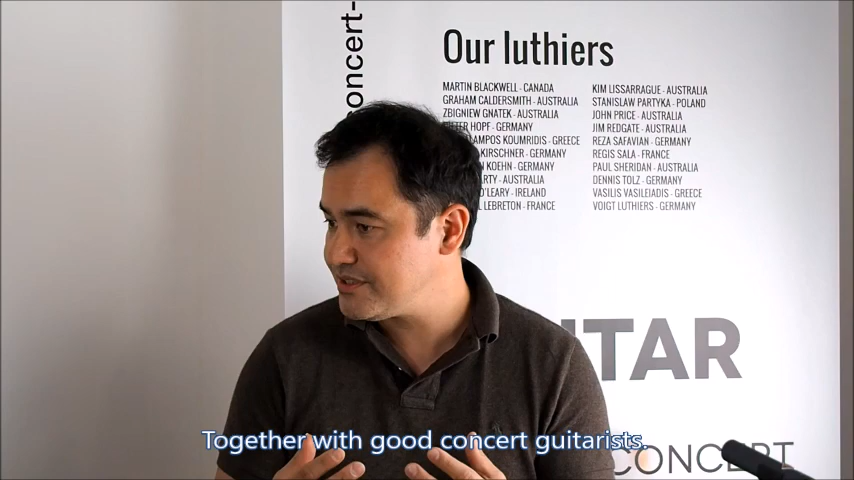 concert-
Our luthiers
MARTIN BLACKWELL - CANADA
GRAHAM CALDERSMITH - AUSTRALIA
ZBIGNIEW GNATEK - AUSTRALIA
HOPF - GERMANY
KOUMRIDIS - GREECE
KIRSCHNER - GERMANY
KOEHN - GERMANY
- AUSTRALIA
O'LEARY - IRELAND
LEBRETON - FRANCE
KIM LISSARRAGUE - AUSTRALIA
STANISLAW PARTYKA - POLAND
JOHN PRICE - AUSTRALIA
JIM REDGATE - AUSTRALIA
REZA SAFAVIAN - GERMANY
REGIS SALA - FRANCE
PAUL SHERIDAN - AUSTRALIA
DENNIS TOLZ - GERMANY
VASILIS VASILEIADIS - GREECE
VOIGT LUTHIERS - GERMANY
ITAR
Together with good concert guitarists.
CONCERT